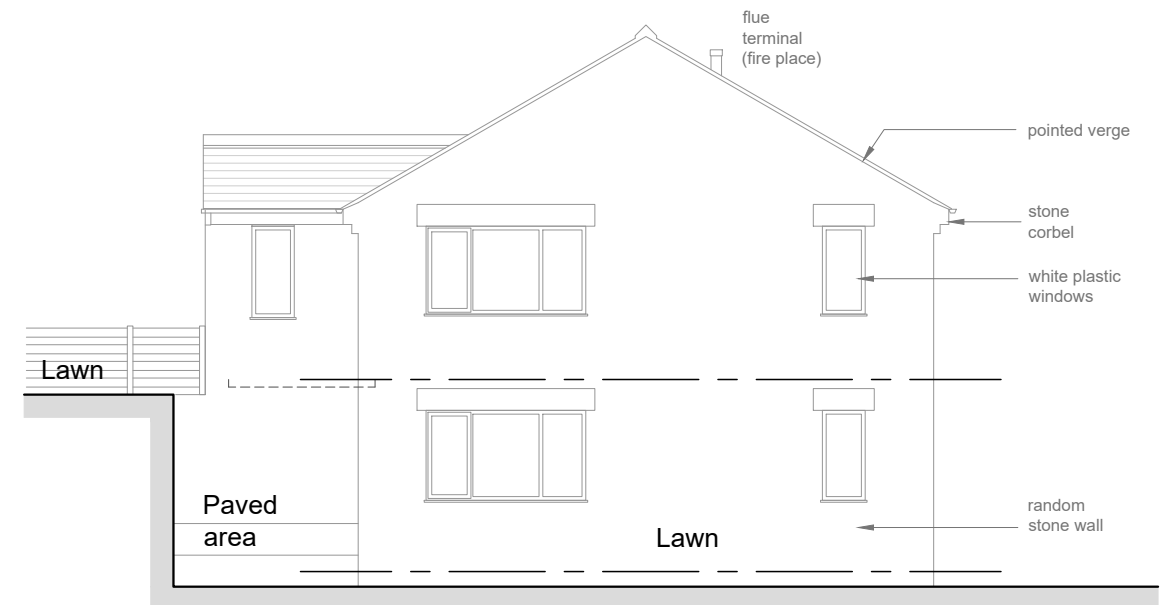 flue
terminal
(fire place)
pointed verge
stone
corbel
white plastic
windows
Lawn
Paved
area
random
stone wall
Lawn